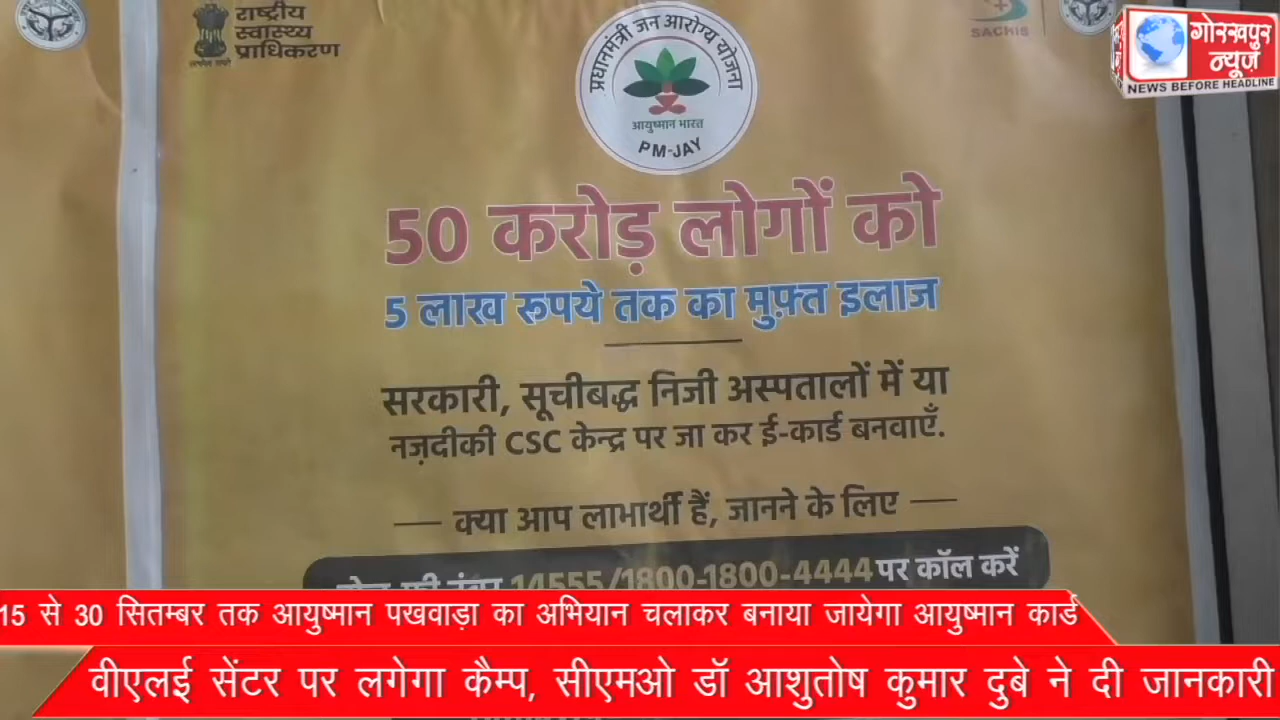 राष्ट्रीय
स्वास्थ्य
प्राधिकरण
प्रधानमंत्री जन आरोग्य योजना
आयुष्मान भारत
PM-JAY
SACHIS
गोरखपुर
न्यूज़
NEWS BEFORE HEADLINE
50 करोड़ लोगों को
5 लाख रूपये तक का मुफ़्त इलाज
सरकारी, सूचीबद्ध निजी अस्पतालों में या
नज़दीकी CSC केन्द्र पर जा कर ई-कार्ड बनवाएँ.
क्या आप लाभार्थी हैं, जानने के लिए
14555/1800-1800-4444 पर कॉल करें
15 से 30 सितम्बर तक आयुष्मान पखवाड़ा का अभियान चलाकर बनाया जायेगा आयुष्मान कार्ड
वीएलई सेंटर पर लगेगा कैम्प, सीएमओ डॉ आशुतोष कुमार दुबे ने दी जानकारी